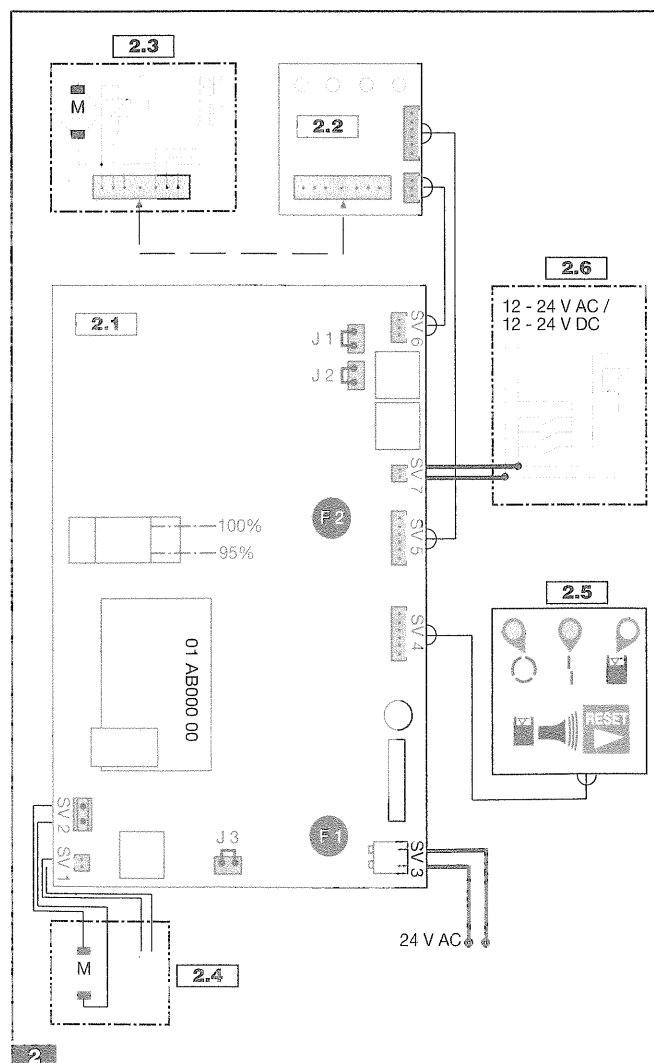 2.3
M
2.2
2.6
12 - 24 V AC /
12 - 24 V DC
2.1
J 1
J 2
SV 6
SV 7
F 2
100%
95%
SV 5
2.5
SV 4
01 AB000 00
RESET
SV 2
SV 1
J 3
F 1
SV 3
24 V AC
M
2.4
2